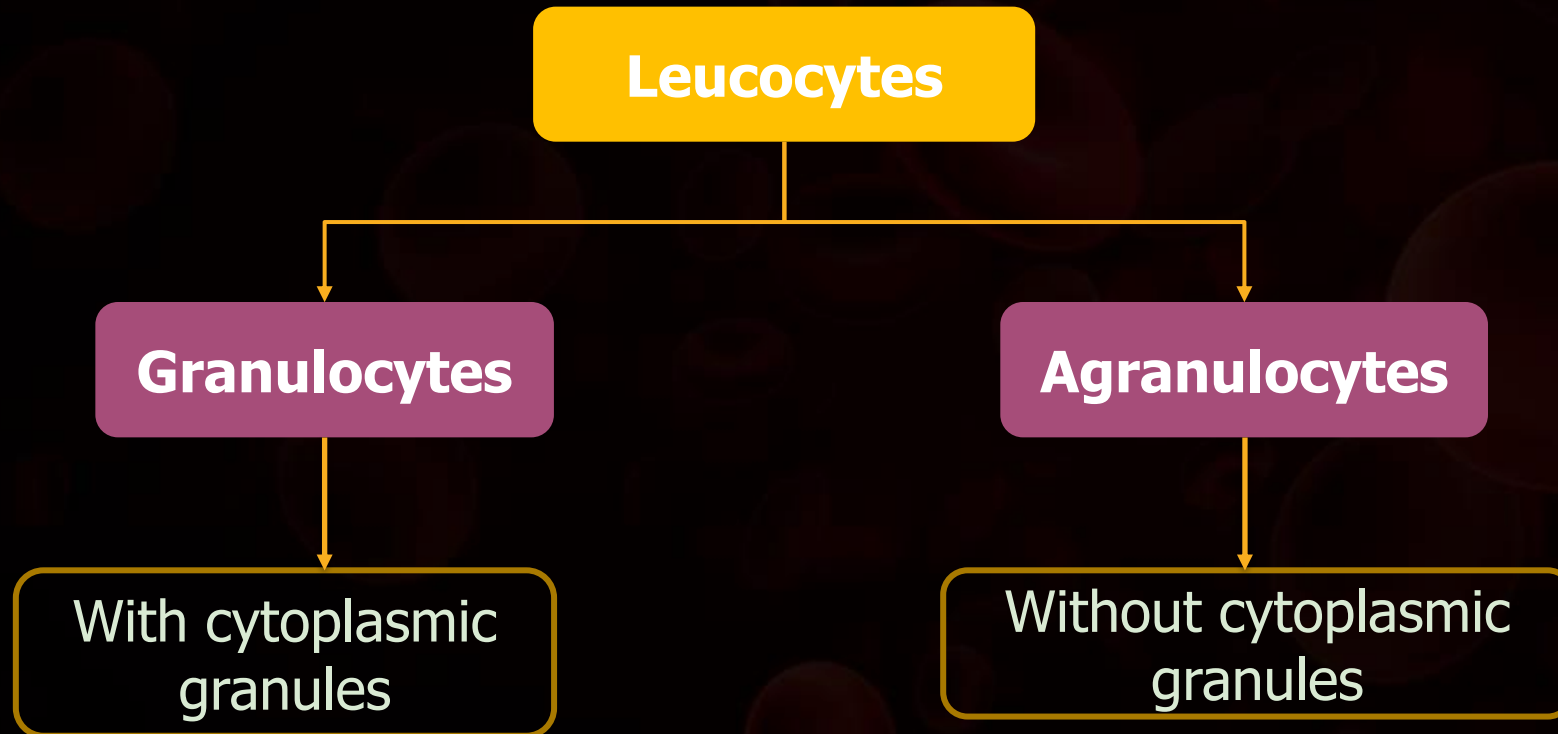 Leucocytes
Granulocytes
Agranulocytes
With cytoplasmic
granules
Without cytoplasmic
granules